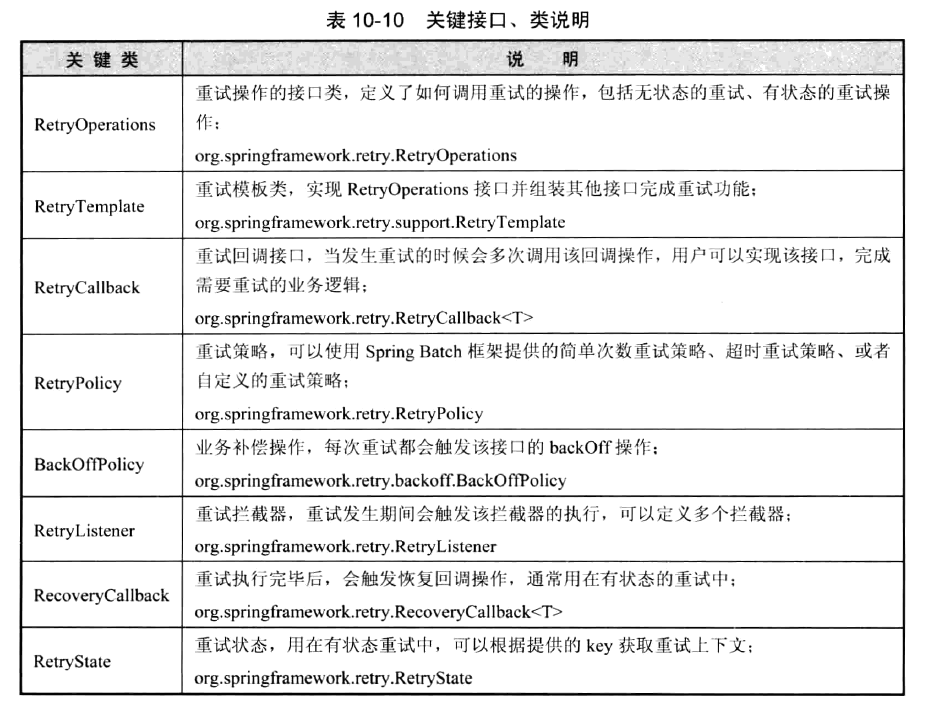 表 10-10 关键接口、类说明
关键类 说明
RetryOperations
重试操作的接口类，定义了如何调用重试的操作，包括无状态的重试、有状态的重试操
作；
org.springframework.retry.RetryOperations
RetryTemplate
重试模板类，实现 RetryOperations 接口并组装其他接口完成重试功能；
org.springframework.retry.support.RetryTemplate
RetryCallback
重试回调接口，当发生重试的时候会多次调用该回调操作，用户可以实现该接口，完成
需要重试的业务逻辑；
org.springframework.retry.RetryCallback<T>
RetryPolicy
重试策略，可以使用 Spring Batch 框架提供的简单次数重试策略、超时重试策略、或者
自定义的重试策略；
org.springframework.retry.RetryPolicy
BackOffPolicy
业务补偿操作，每次重试都会触发该接口的 backOff 操作；
org.springframework.retry.backoff.BackOffPolicy
RetryListener
重试拦截器，重试发生期间会触发该拦截器的执行，可以定义多个拦截器；
org.springframework.retry.RetryListener
RecoveryCallback
重试执行完毕后，会触发恢复回调操作，通常用在有状态的重试中；
org.springframework.retry.RecoveryCallback<T>
RetryState
重试状态，用在有状态重试中，可以根据提供的 key 获取重试上下文；
org.springframework.retry.RetryState